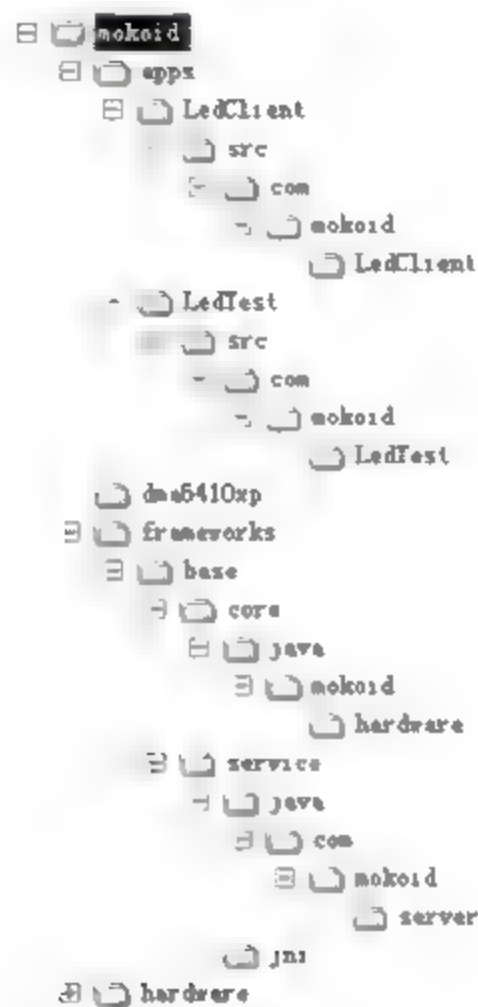 mokoid
apps
LedClient
src
com
mokoid
LedClient
LedTest
src
com
mokoid
LedTest
dma6410xp
frameworks
base
core
java
mokoid
hardware
service
java
com
mokoid
server
jni
hardware